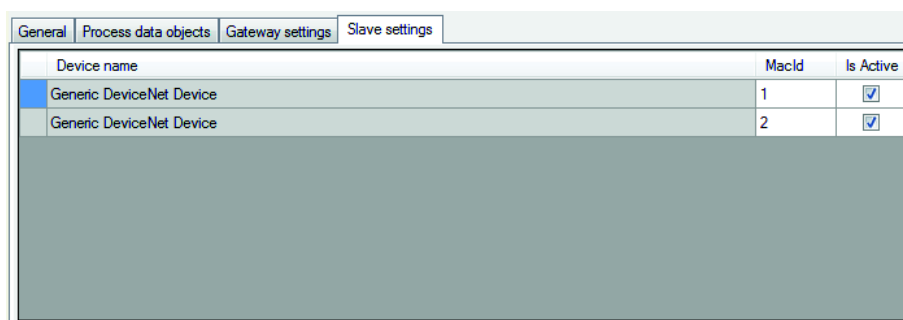 General Process data objects Gateway settings Slave settings
Device name MacId Is Active
Generic DeviceNet Device 1
Generic DeviceNet Device 2